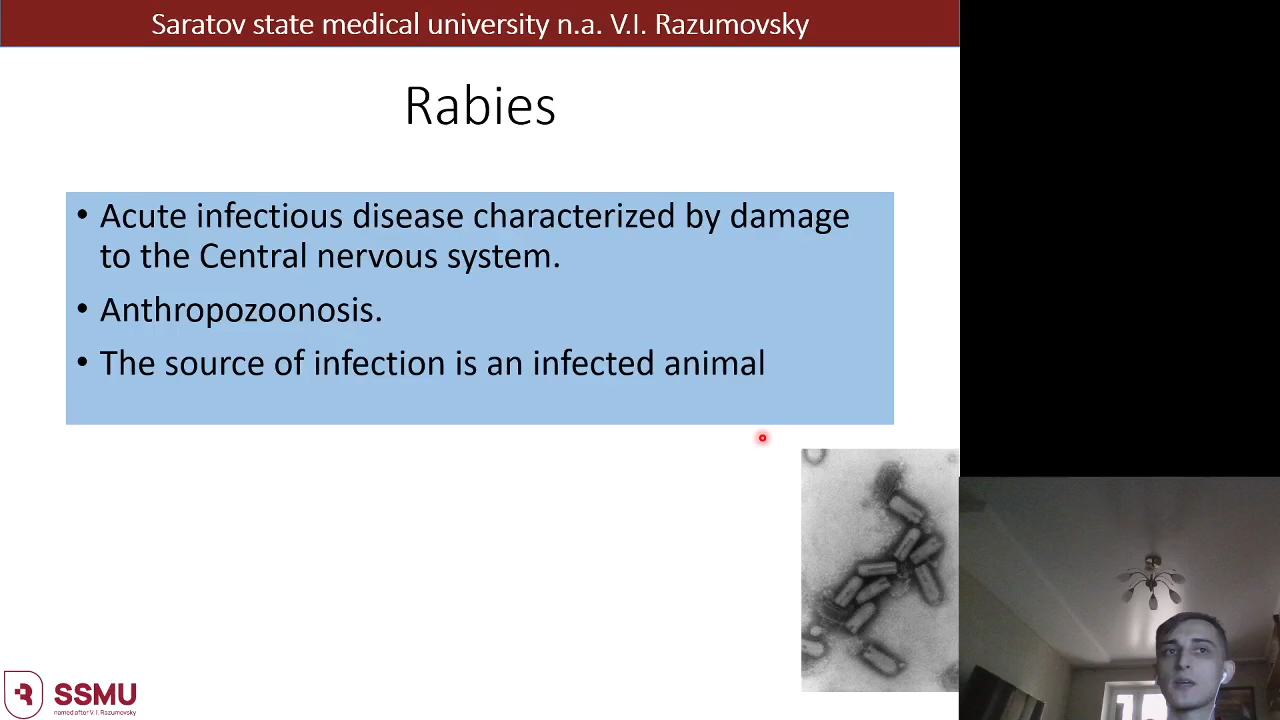 Saratov state medical university n.a. V.I. Razumovsky
Rabies
• Acute infectious disease characterized by damage
to the Central nervous system.
• Anthropozoonosis.
• The source of infection is an infected animal
SSMU
named after V. I. Razumovsky